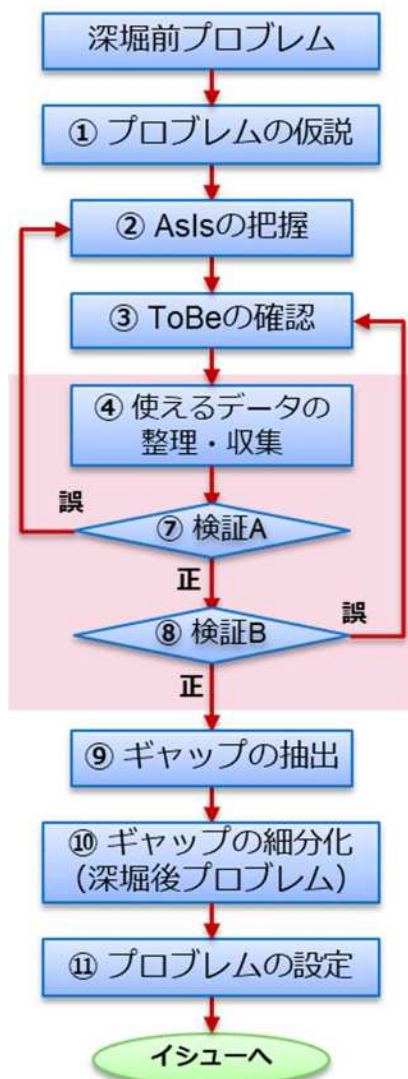 深堀前プロブレム
① プロブレムの仮説
② AsIsの把握
③ ToBeの確認
④ 使えるデータの
整理・収集
誤
⑦ 検証A
正
誤
⑧ 検証B
正
⑨ ギャップの抽出
⑩ ギャップの細分化
(深堀後プロブレム)
⑪ プロブレムの設定
イシューへ